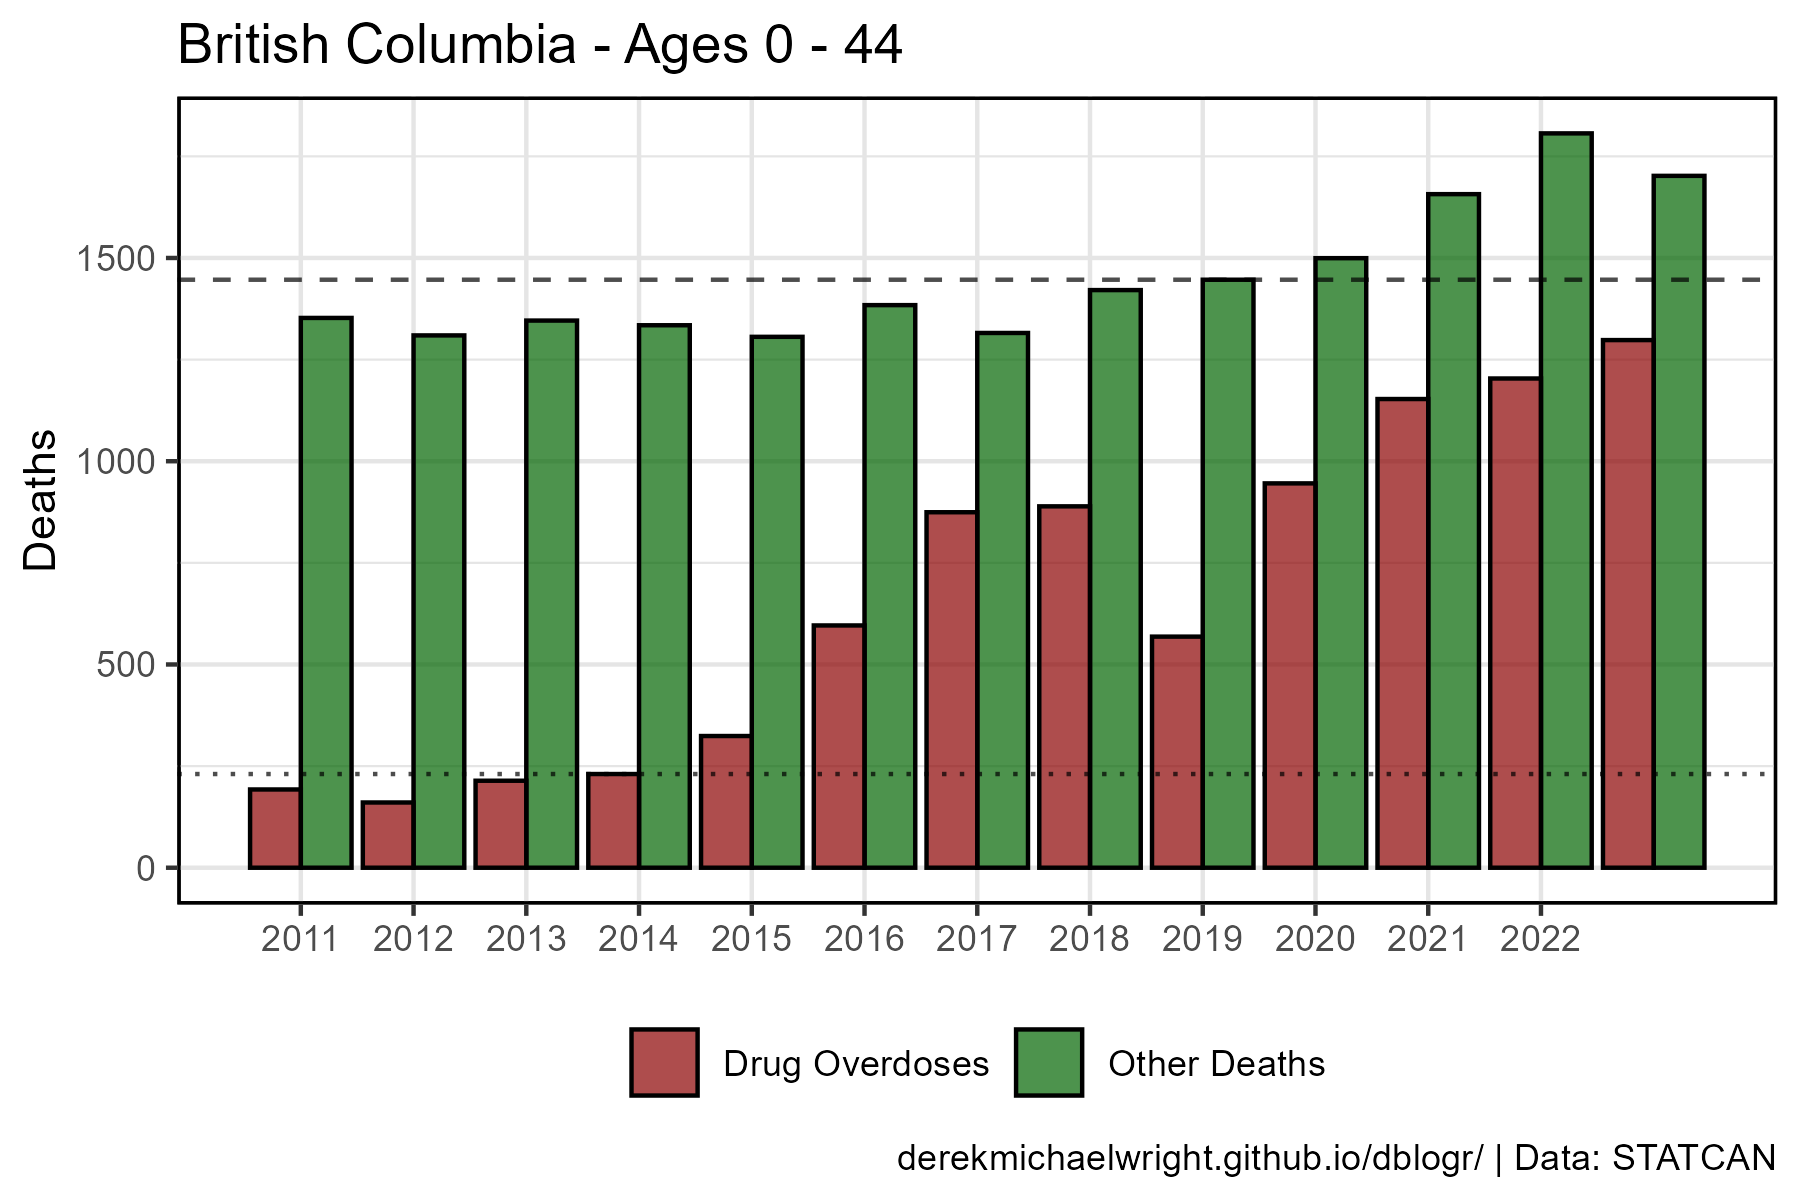 British Columbia - Ages 0 - 44
Deaths
1500
1000
500
0
2011 2012 2013 2014 2015 2016 2017 2018 2019 2020 2021 2022
Drug Overdoses Other Deaths
derekmichaelwright.github.io/dblogr/ | Data: STATCAN